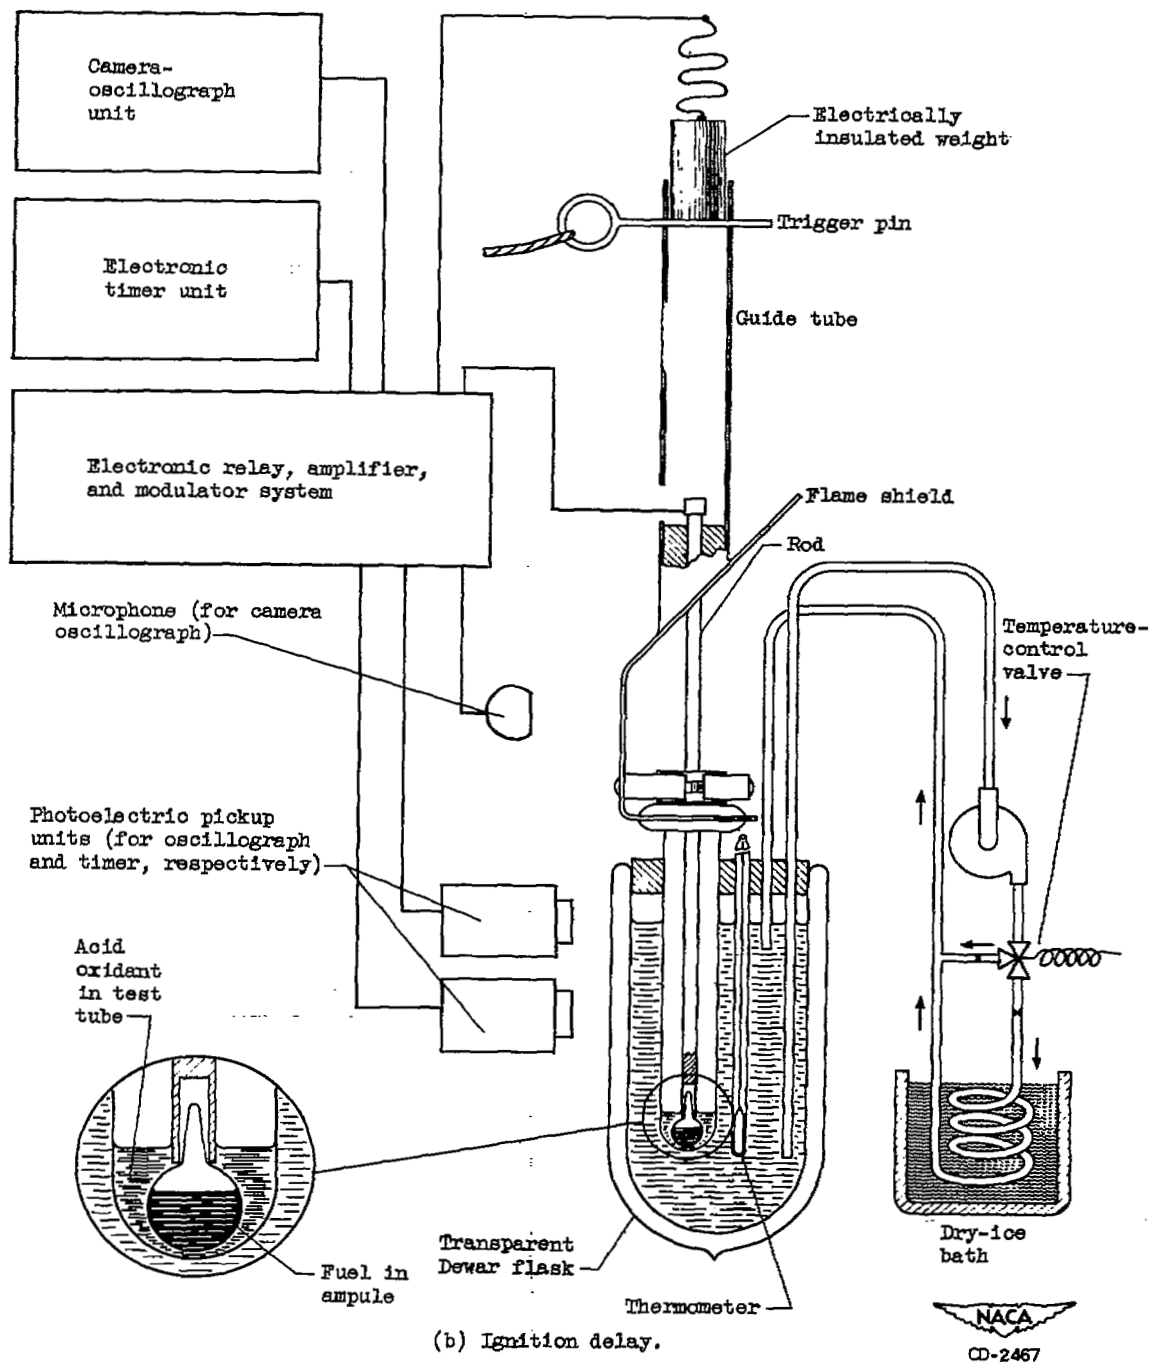 Camera-
oscillograph
unit
Electrically
insulated weight
Trigger pin
Electronic
timer unit
Guide tube
Electronic relay, amplifier,
and modulator system
Flame shield
Rod
Microphone (for camera
oscillograph)
Temperature-
control
valve
Photoelectric pickup
units (for oscillograph
and timer, respectively)
Acid
oxidant
in test
tube
Transparent
Dewar flask
Dry-ice
bath
Fuel in
ampule
Thermometer
(b) Ignition delay.
NACA
CD-2467